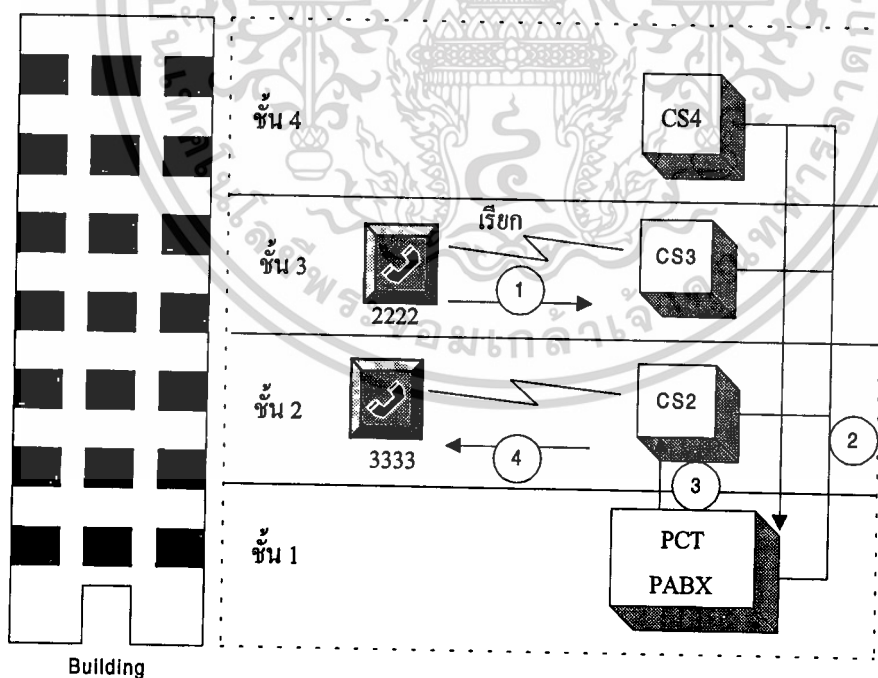 ชั้น 4
CS4
เรียก
ชั้น 3
CS3
1
2222
ชั้น 2
CS2
4
3333
2
3
ชั้น 1
PCT
PABX
Building